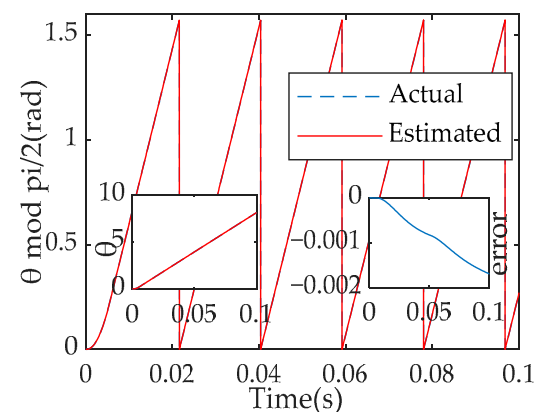 1.5
1
0.5
0
θ mod pi/2(rad)
Actual
Estimated
10
5
0
θ
0 0.05 0.1
0
−0.001
−0.002
error
0 0.05 0.1
0 0.02 0.04 0.06 0.08 0.1
Time(s)